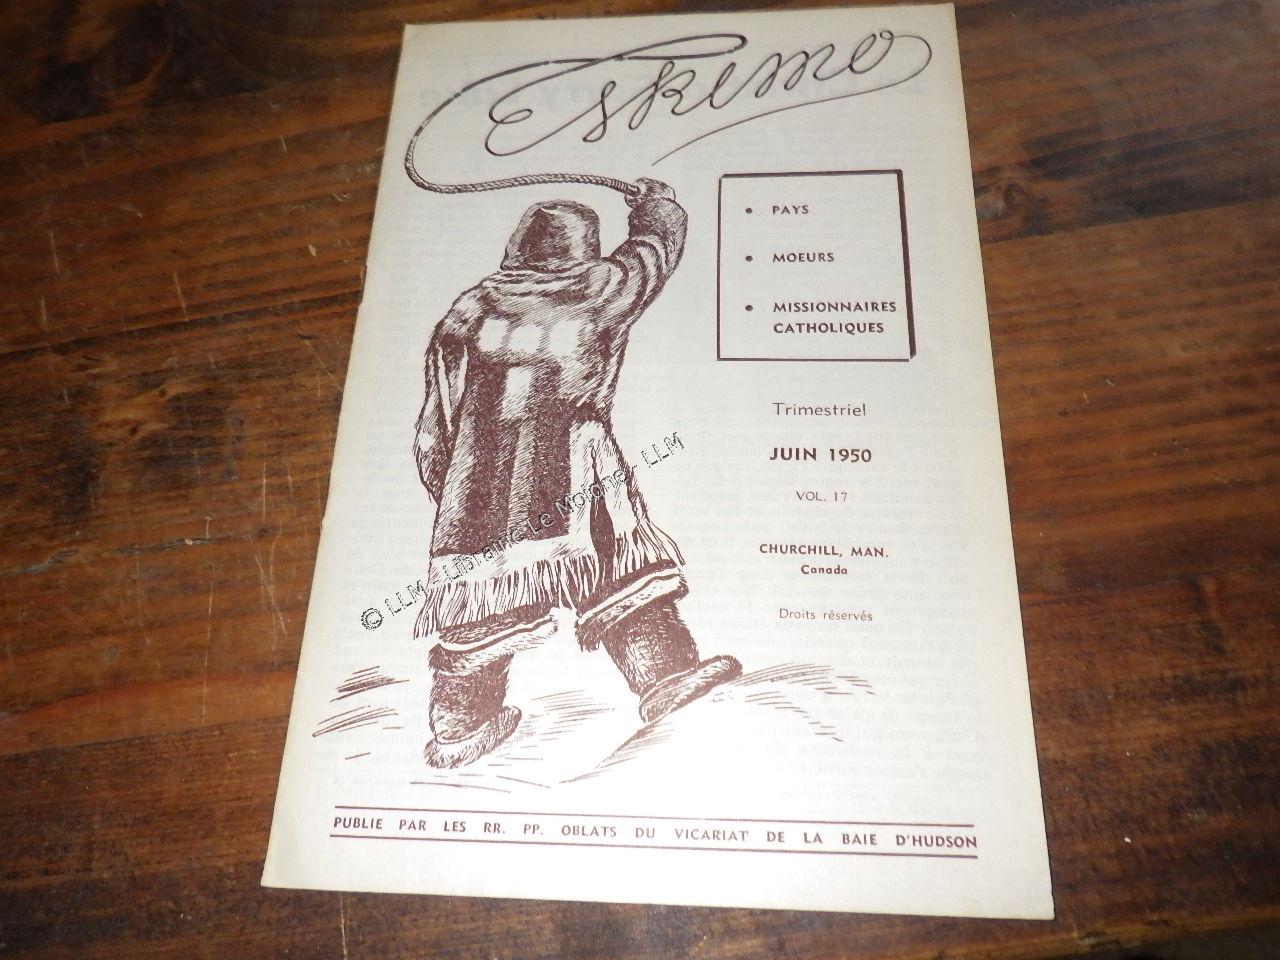 Eskimo
• PAYS
• MOEURS
• MISSIONNAIRES
CATHOLIQUES
Trimestriel
JUIN 1950
VOL. 17
CHURCHILL, MAN.
Canada
Droits réservés
© LLM - Librairie Le Motone - LLM
PUBLIE PAR LES RR. PP. OBLATS DU VICARIAT DE LA BAIE D'HUDSON